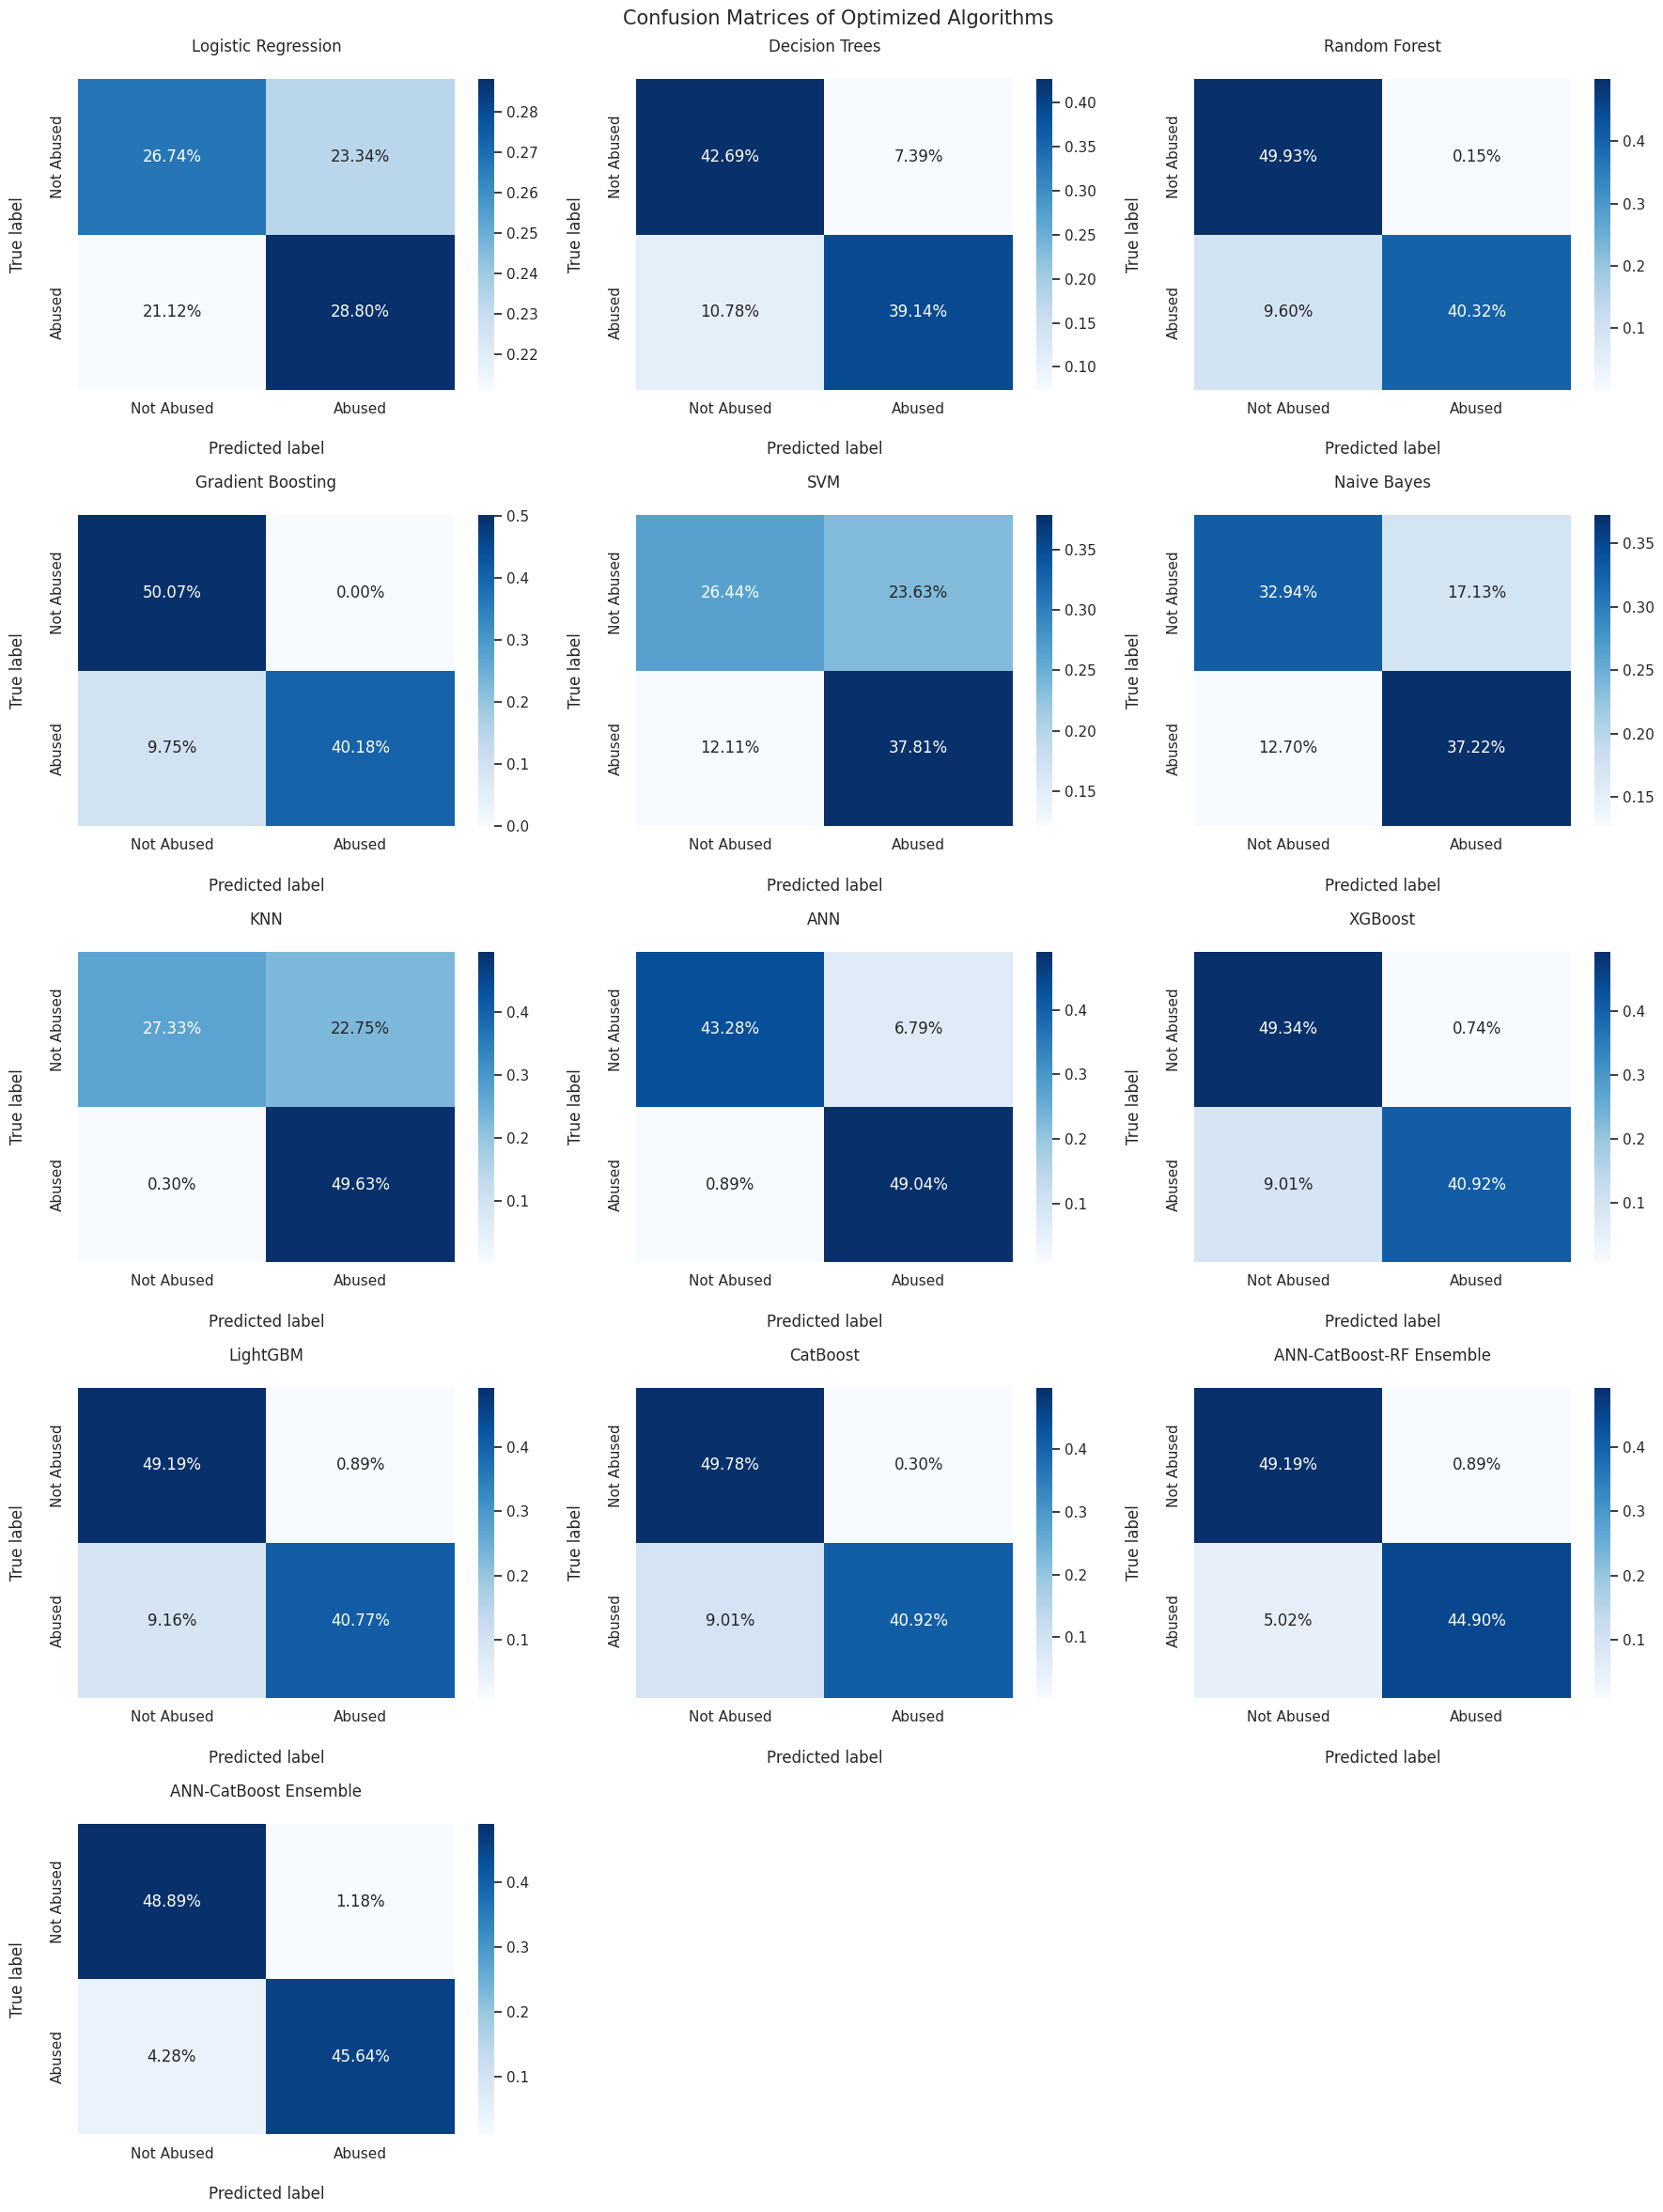 Confusion Matrices of Optimized Algorithms
Logistic Regression
True label
Not Abused
Abused
26.74%
23.34%
21.12%
28.80%
Not Abused
Abused
Predicted label
0.28
0.27
0.26
0.25
0.24
0.23
0.22
Decision Trees
True label
Not Abused
Abused
42.69%
7.39%
10.78%
39.14%
Not Abused
Abused
Predicted label
0.40
0.35
0.30
0.25
0.20
0.15
0.10
Random Forest
True label
Not Abused
Abused
49.93%
0.15%
9.60%
40.32%
Not Abused
Abused
Predicted label
0.4
0.3
0.2
0.1
Gradient Boosting
True label
Not Abused
Abused
50.07%
0.00%
9.75%
40.18%
Not Abused
Abused
Predicted label
0.5
0.4
0.3
0.2
0.1
0.0
SVM
True label
Not Abused
Abused
26.44%
23.63%
12.11%
37.81%
Not Abused
Abused
Predicted label
0.35
0.30
0.25
0.20
0.15
Naive Bayes
True label
Not Abused
Abused
32.94%
17.13%
12.70%
37.22%
Not Abused
Abused
Predicted label
0.35
0.30
0.25
0.20
0.15
KNN
True label
Not Abused
Abused
27.33%
22.75%
0.30%
49.63%
Not Abused
Abused
Predicted label
0.4
0.3
0.2
0.1
ANN
True label
Not Abused
Abused
43.28%
6.79%
0.89%
49.04%
Not Abused
Abused
Predicted label
0.4
0.3
0.2
0.1
XGBoost
True label
Not Abused
Abused
49.34%
0.74%
9.01%
40.92%
Not Abused
Abused
Predicted label
0.4
0.3
0.2
0.1
LightGBM
True label
Not Abused
Abused
49.19%
0.89%
9.16%
40.77%
Not Abused
Abused
Predicted label
0.4
0.3
0.2
0.1
CatBoost
True label
Not Abused
Abused
49.78%
0.30%
9.01%
40.92%
Not Abused
Abused
Predicted label
0.4
0.3
0.2
0.1
ANN-CatBoost-RF Ensemble
True label
Not Abused
Abused
49.19%
0.89%
5.02%
44.90%
Not Abused
Abused
Predicted label
0.4
0.3
0.2
0.1
ANN-CatBoost Ensemble
True label
Not Abused
Abused
48.89%
1.18%
4.28%
45.64%
Not Abused
Abused
Predicted label
0.4
0.3
0.2
0.1